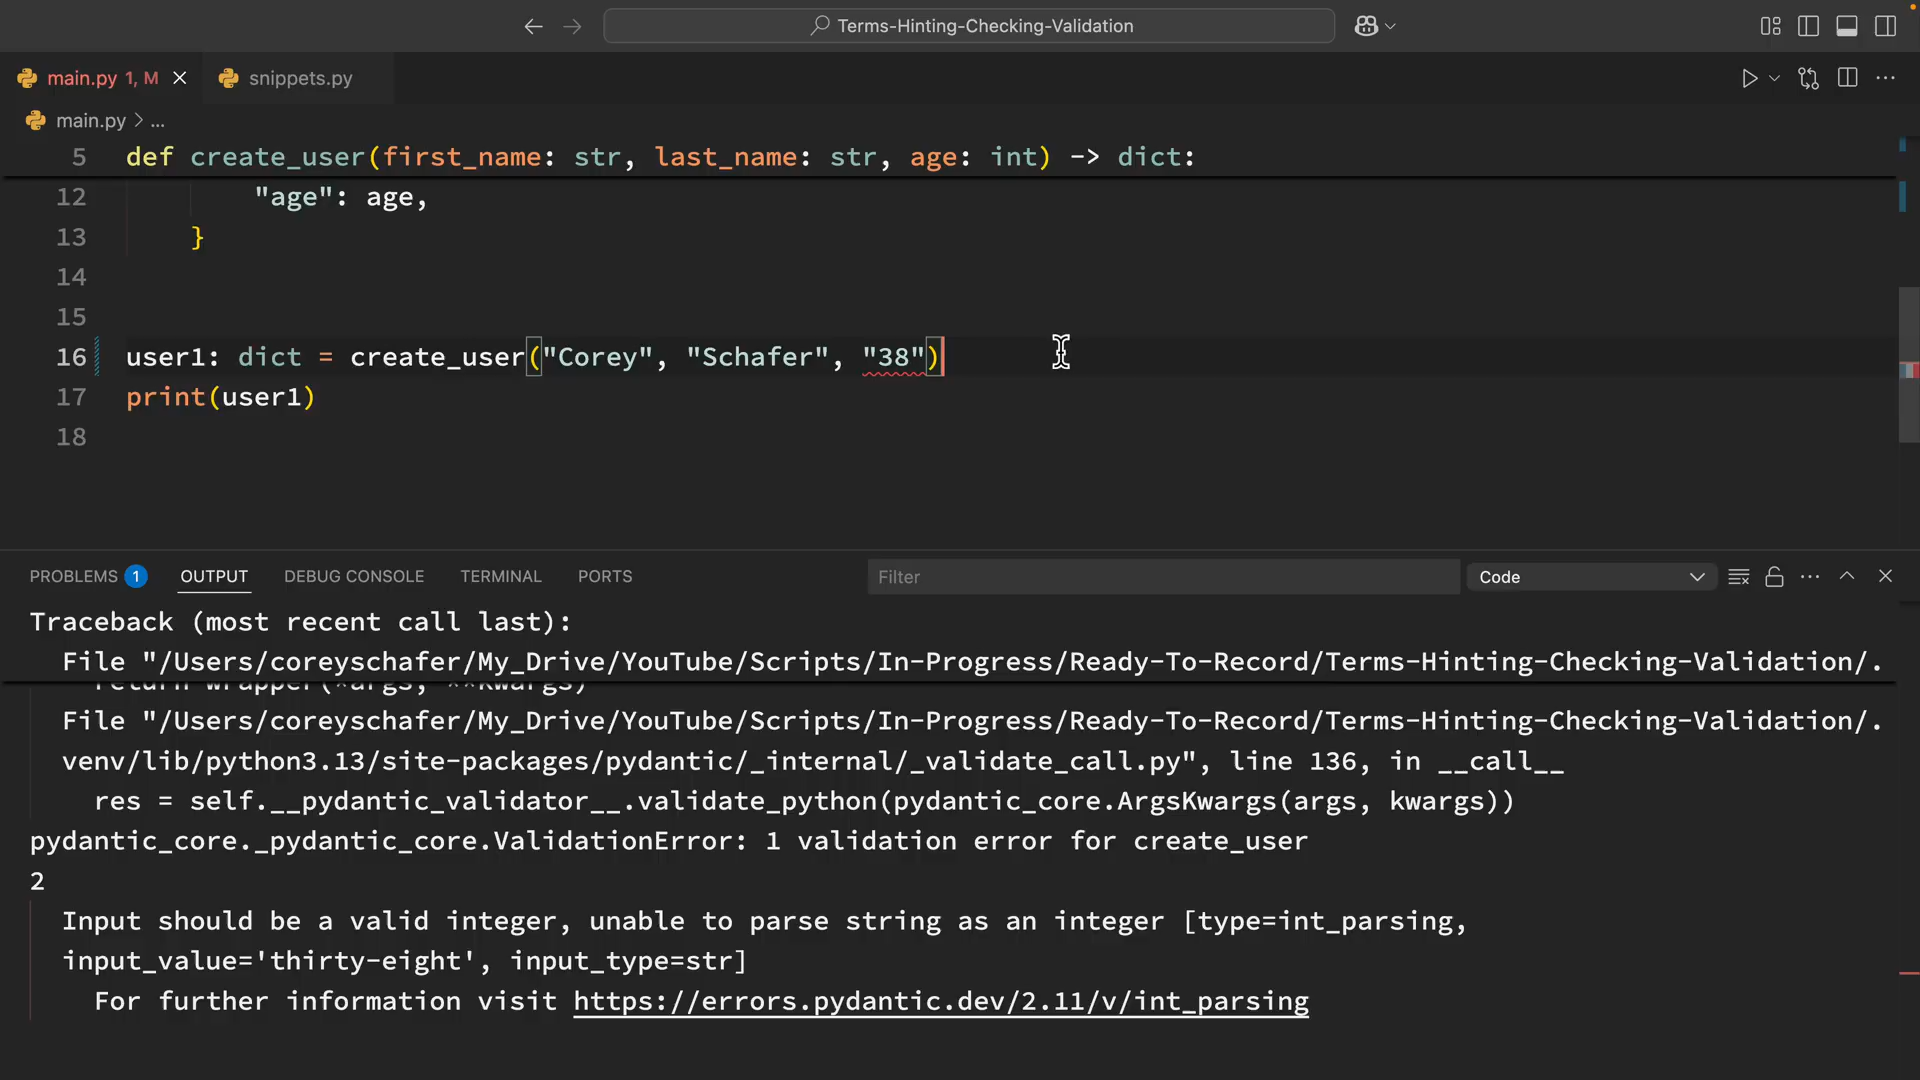 Terms-Hinting-Checking-Validation
main.py 1, M
snippets.py
main.py > ...
5 def create_user(first_name: str, last_name: str, age: int) -> dict:
12 "age": age,
13 }
14
15
16 user1: dict = create_user("Corey", "Schafer", "38")
17 print(user1)
18
PROBLEMS 1 OUTPUT DEBUG CONSOLE TERMINAL PORTS Filter Code
Traceback (most recent call last):
File "/Users/coreyschafer/My_Drive/YouTube/Scripts/In-Progress/Ready-To-Record/Terms-Hinting-Checking-Validation/.
return wrapper(*args, **kwargs)
File "/Users/coreyschafer/My_Drive/YouTube/Scripts/In-Progress/Ready-To-Record/Terms-Hinting-Checking-Validation/.
venv/lib/python3.13/site-packages/pydantic/_internal/_validate_call.py", line 136, in __call__
res = self.__pydantic_validator__.validate_python(pydantic_core.ArgsKwargs(args, kwargs))
pydantic_core._pydantic_core.ValidationError: 1 validation error for create_user
2
Input should be a valid integer, unable to parse string as an integer [type=int_parsing,
input_value='thirty-eight', input_type=str]
For further information visit https://errors.pydantic.dev/2.11/v/int_parsing